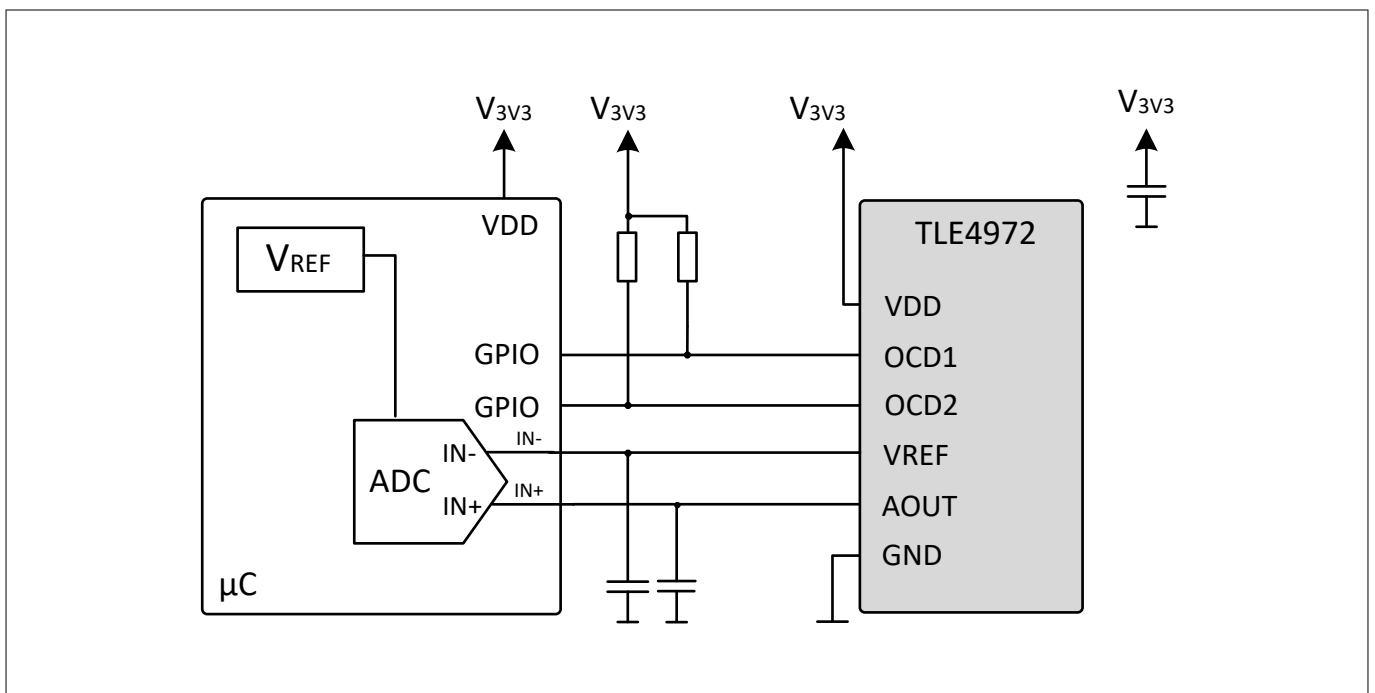 V3V3
V3V3
V3V3
V3V3
VDD
VREF
GPIO
GPIO
IN-
IN-
ADC
IN+
IN+
µC
TLE4972
VDD
OCD1
OCD2
VREF
AOUT
GND